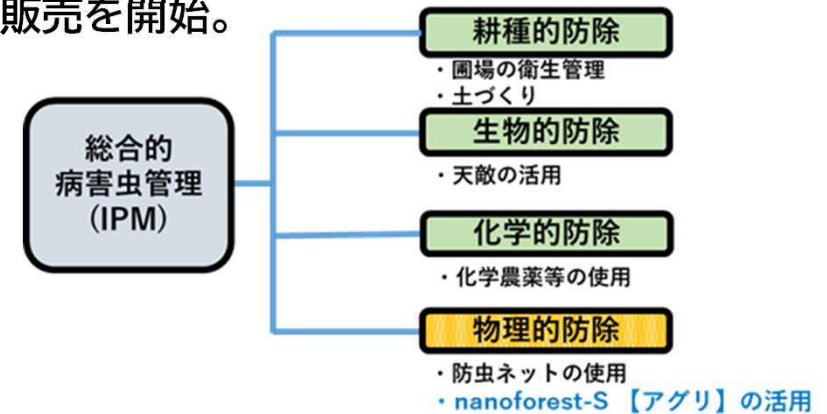 販売を開始。
総合的
病害虫管理
(IPM)
耕種的防除
・圃場の衛生管理
・土づくり
生物的防除
・天敵の活用
化学的防除
・化学農薬等の使用
物理的防除
・防虫ネットの使用
・nanoforest-S 【アグリ】の活用